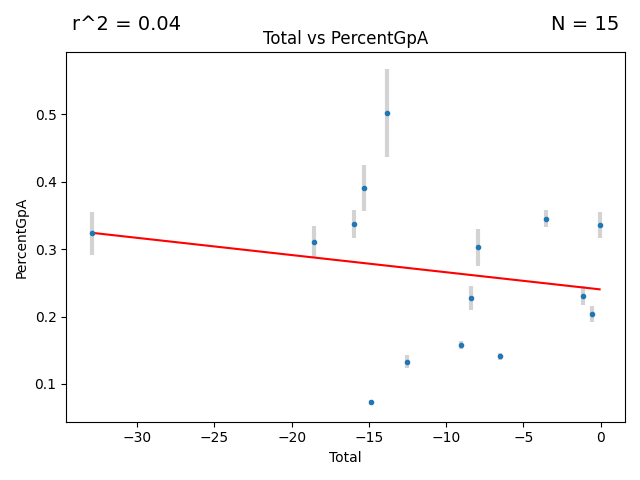 r^2 = 0.04
N = 15
Total vs PercentGpA
PercentGpA
0.5
0.4
0.3
0.2
0.1
−30
−25
−20
−15
−10
−5
0
Total